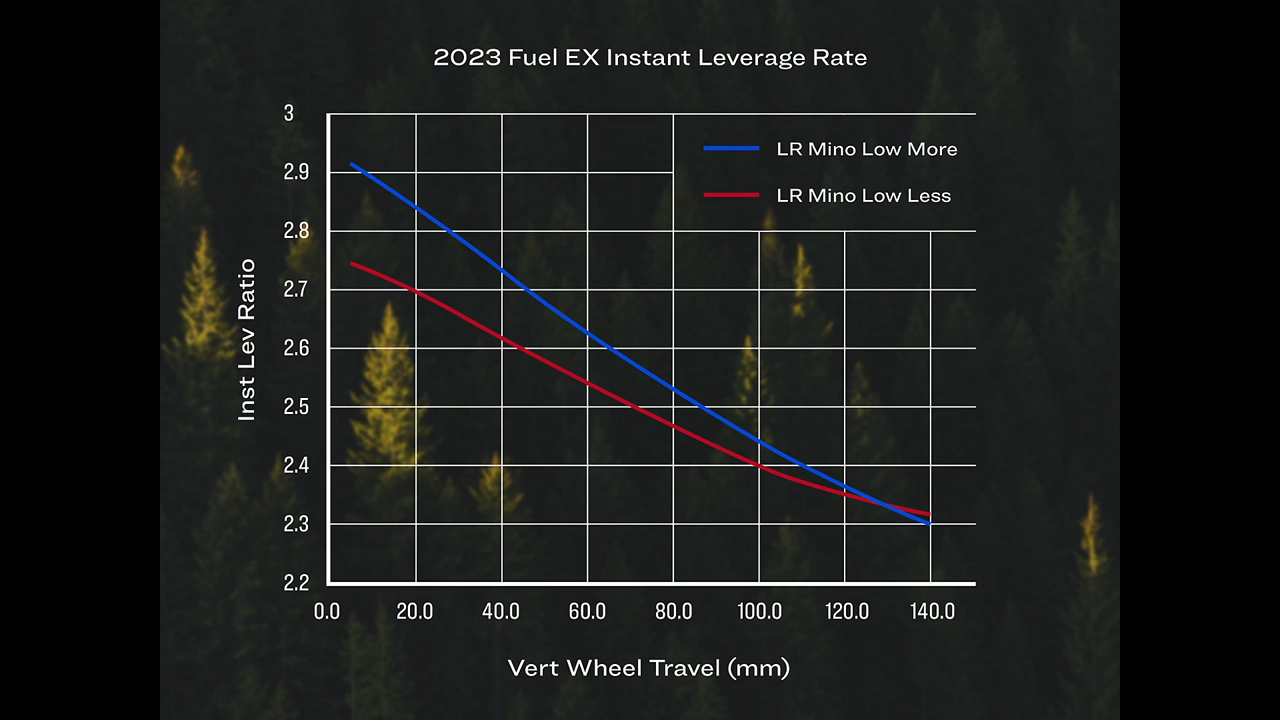 2023 Fuel EX Instant Leverage Rate
3
LR Mino Low More
2.9
LR Mino Low Less
2.8
2.7
Inst Lev Ratio
2.6
2.5
2.4
2.3
2.2
0.0 20.0 40.0 60.0 80.0 100.0 120.0 140.0
Vert Wheel Travel (mm)